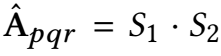 Â_{pqr} = S_1 · S_2